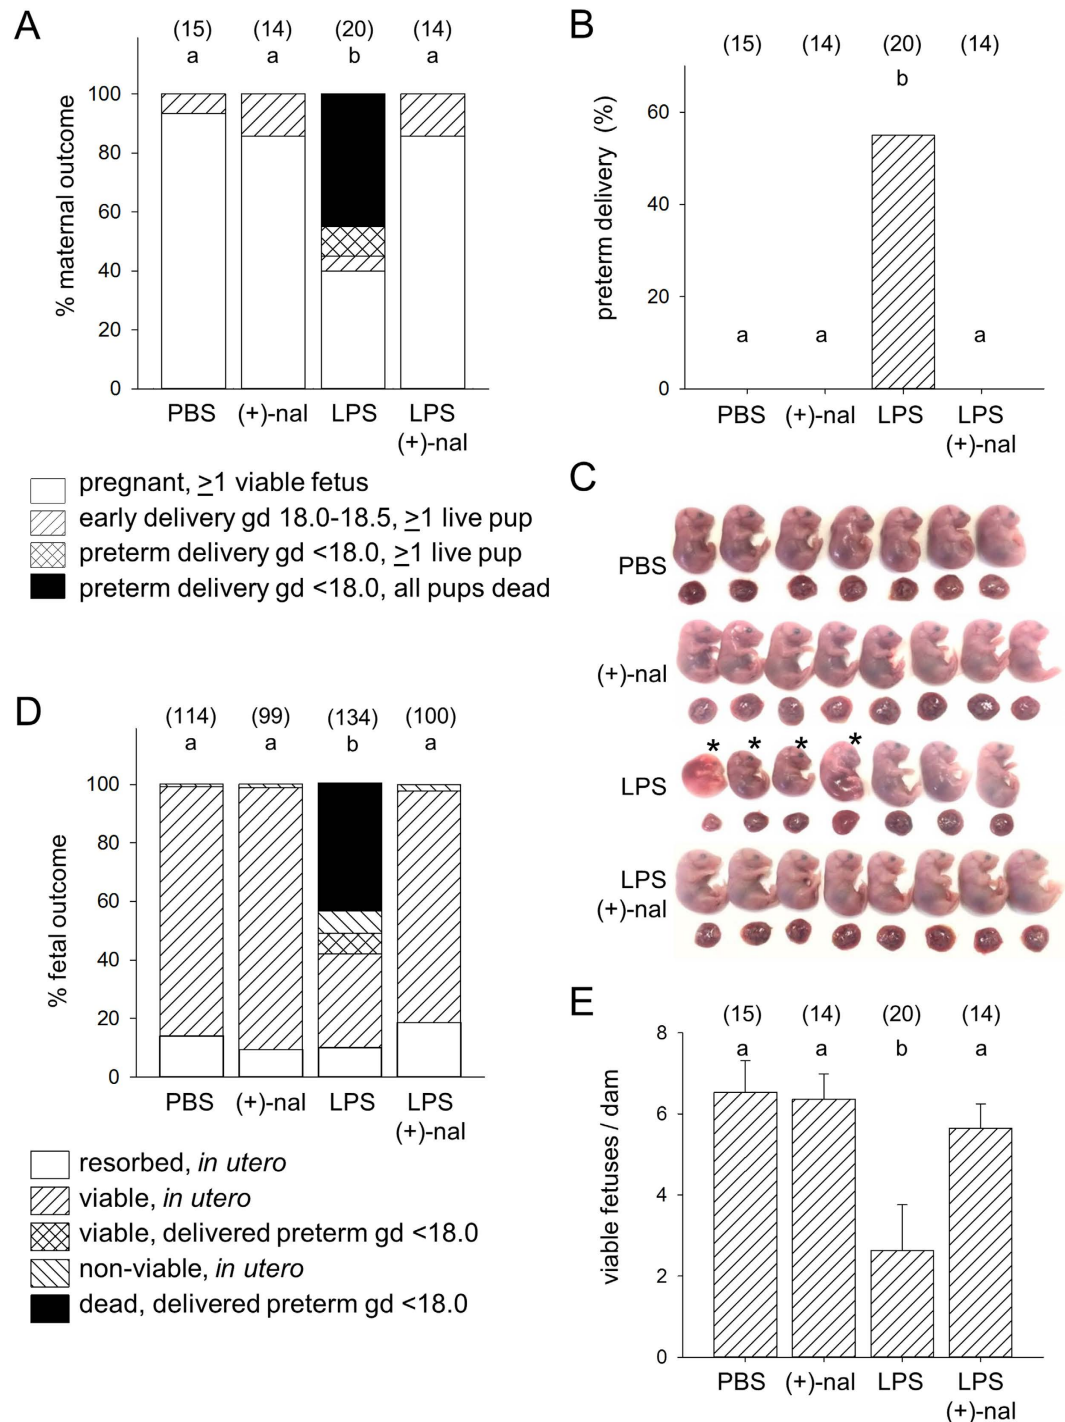 A
(15) (14) (20) (14)
a a b a
% maternal outcome
100
80
60
40
20
0
PBS (+)-nal LPS LPS
(+)-nal
pregnant, ≥1 viable fetus
early delivery gd 18.0-18.5, ≥1 live pup
preterm delivery gd <18.0, ≥1 live pup
preterm delivery gd <18.0, all pups dead
B
(15) (14) (20) (14)
b
preterm delivery (%)
60
40
20
0
a a a
PBS (+)-nal LPS LPS
(+)-nal
C
PBS
(+)-nal
* * * *
LPS
LPS
(+)-nal
D
(114) (99) (134) (100)
a a b a
% fetal outcome
100
80
60
40
20
0
PBS (+)-nal LPS LPS
(+)-nal
resorbed, in utero
viable, in utero
viable, delivered preterm gd <18.0
non-viable, in utero
dead, delivered preterm gd <18.0
E
(15) (14) (20) (14)
a a b a
viable fetuses / dam
8
6
4
2
0
PBS (+)-nal LPS LPS
(+)-nal